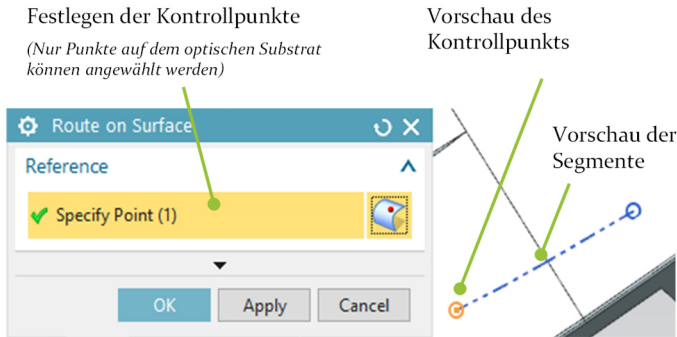 Festlegen der Kontrollpunkte
(Nur Punkte auf dem optischen Substrat
können angewählt werden)
Vorschau des
Kontrollpunkts
Vorschau der
Segmente
Route on Surface
Reference
Specify Point (1)
OK
Apply
Cancel